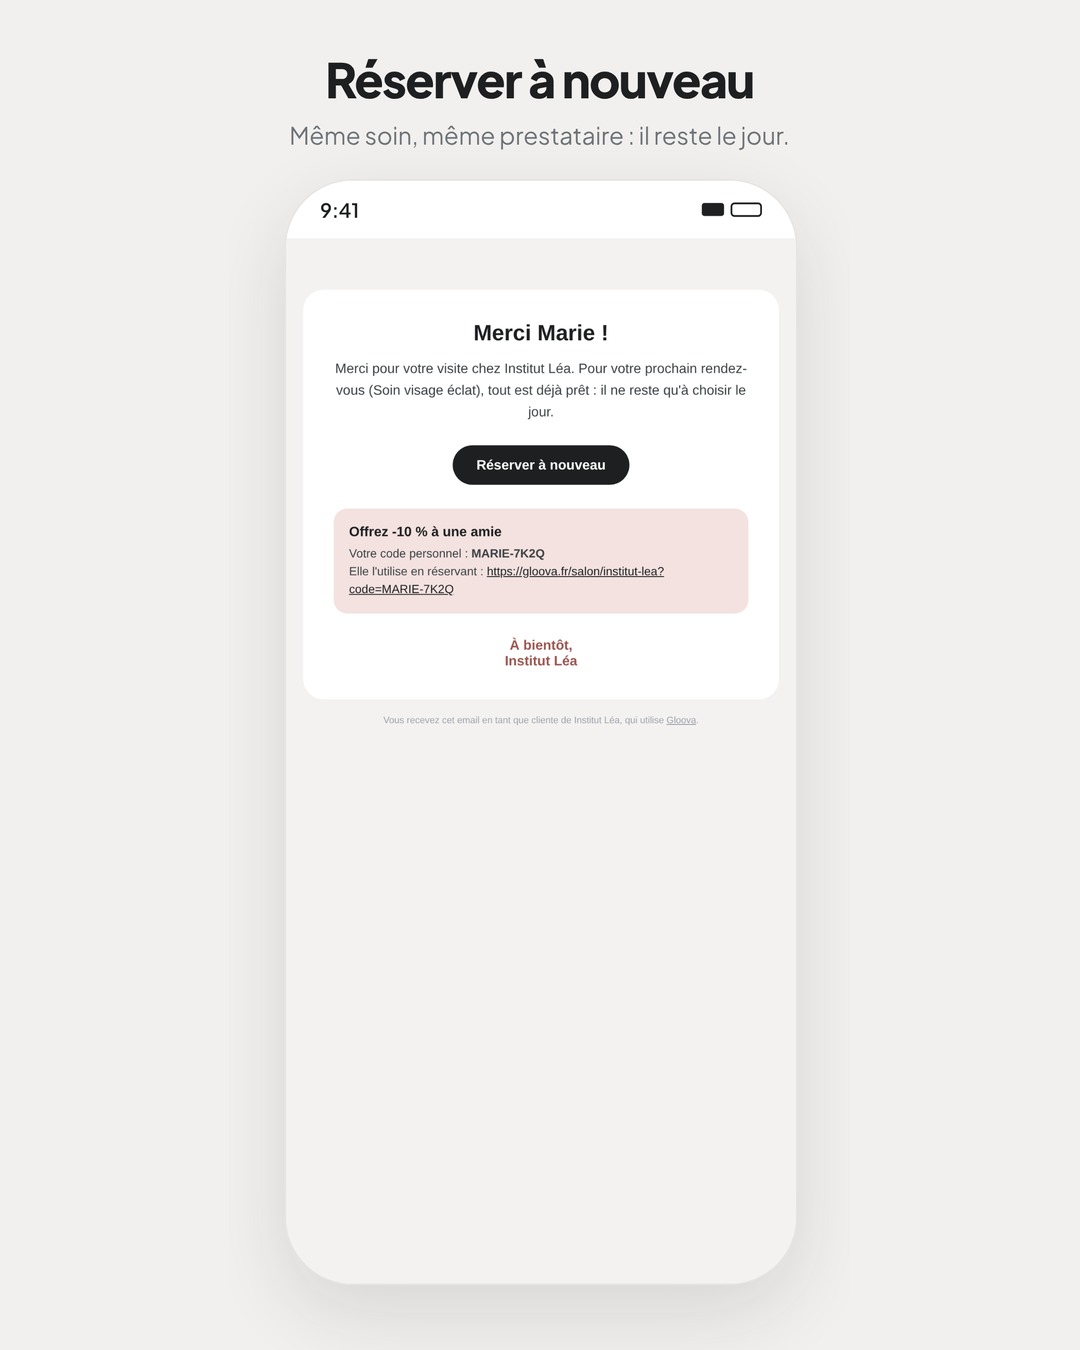 Réserver à nouveau
Même soin, même prestataire : il reste le jour.
9:41
Merci Marie !
Merci pour votre visite chez Institut Léa. Pour votre prochain rendez-
vous (Soin visage éclat), tout est déjà prêt : il ne reste qu'à choisir le
jour.
Réserver à nouveau
Offrez -10 % à une amie
Votre code personnel : MARIE-7K2Q
Elle l'utilise en réservant : https://gloova.fr/salon/institut-lea?
code=MARIE-7K2Q
À bientôt,
Institut Léa
Vous recevez cet email en tant que cliente de Institut Léa, qui utilise Gloova.